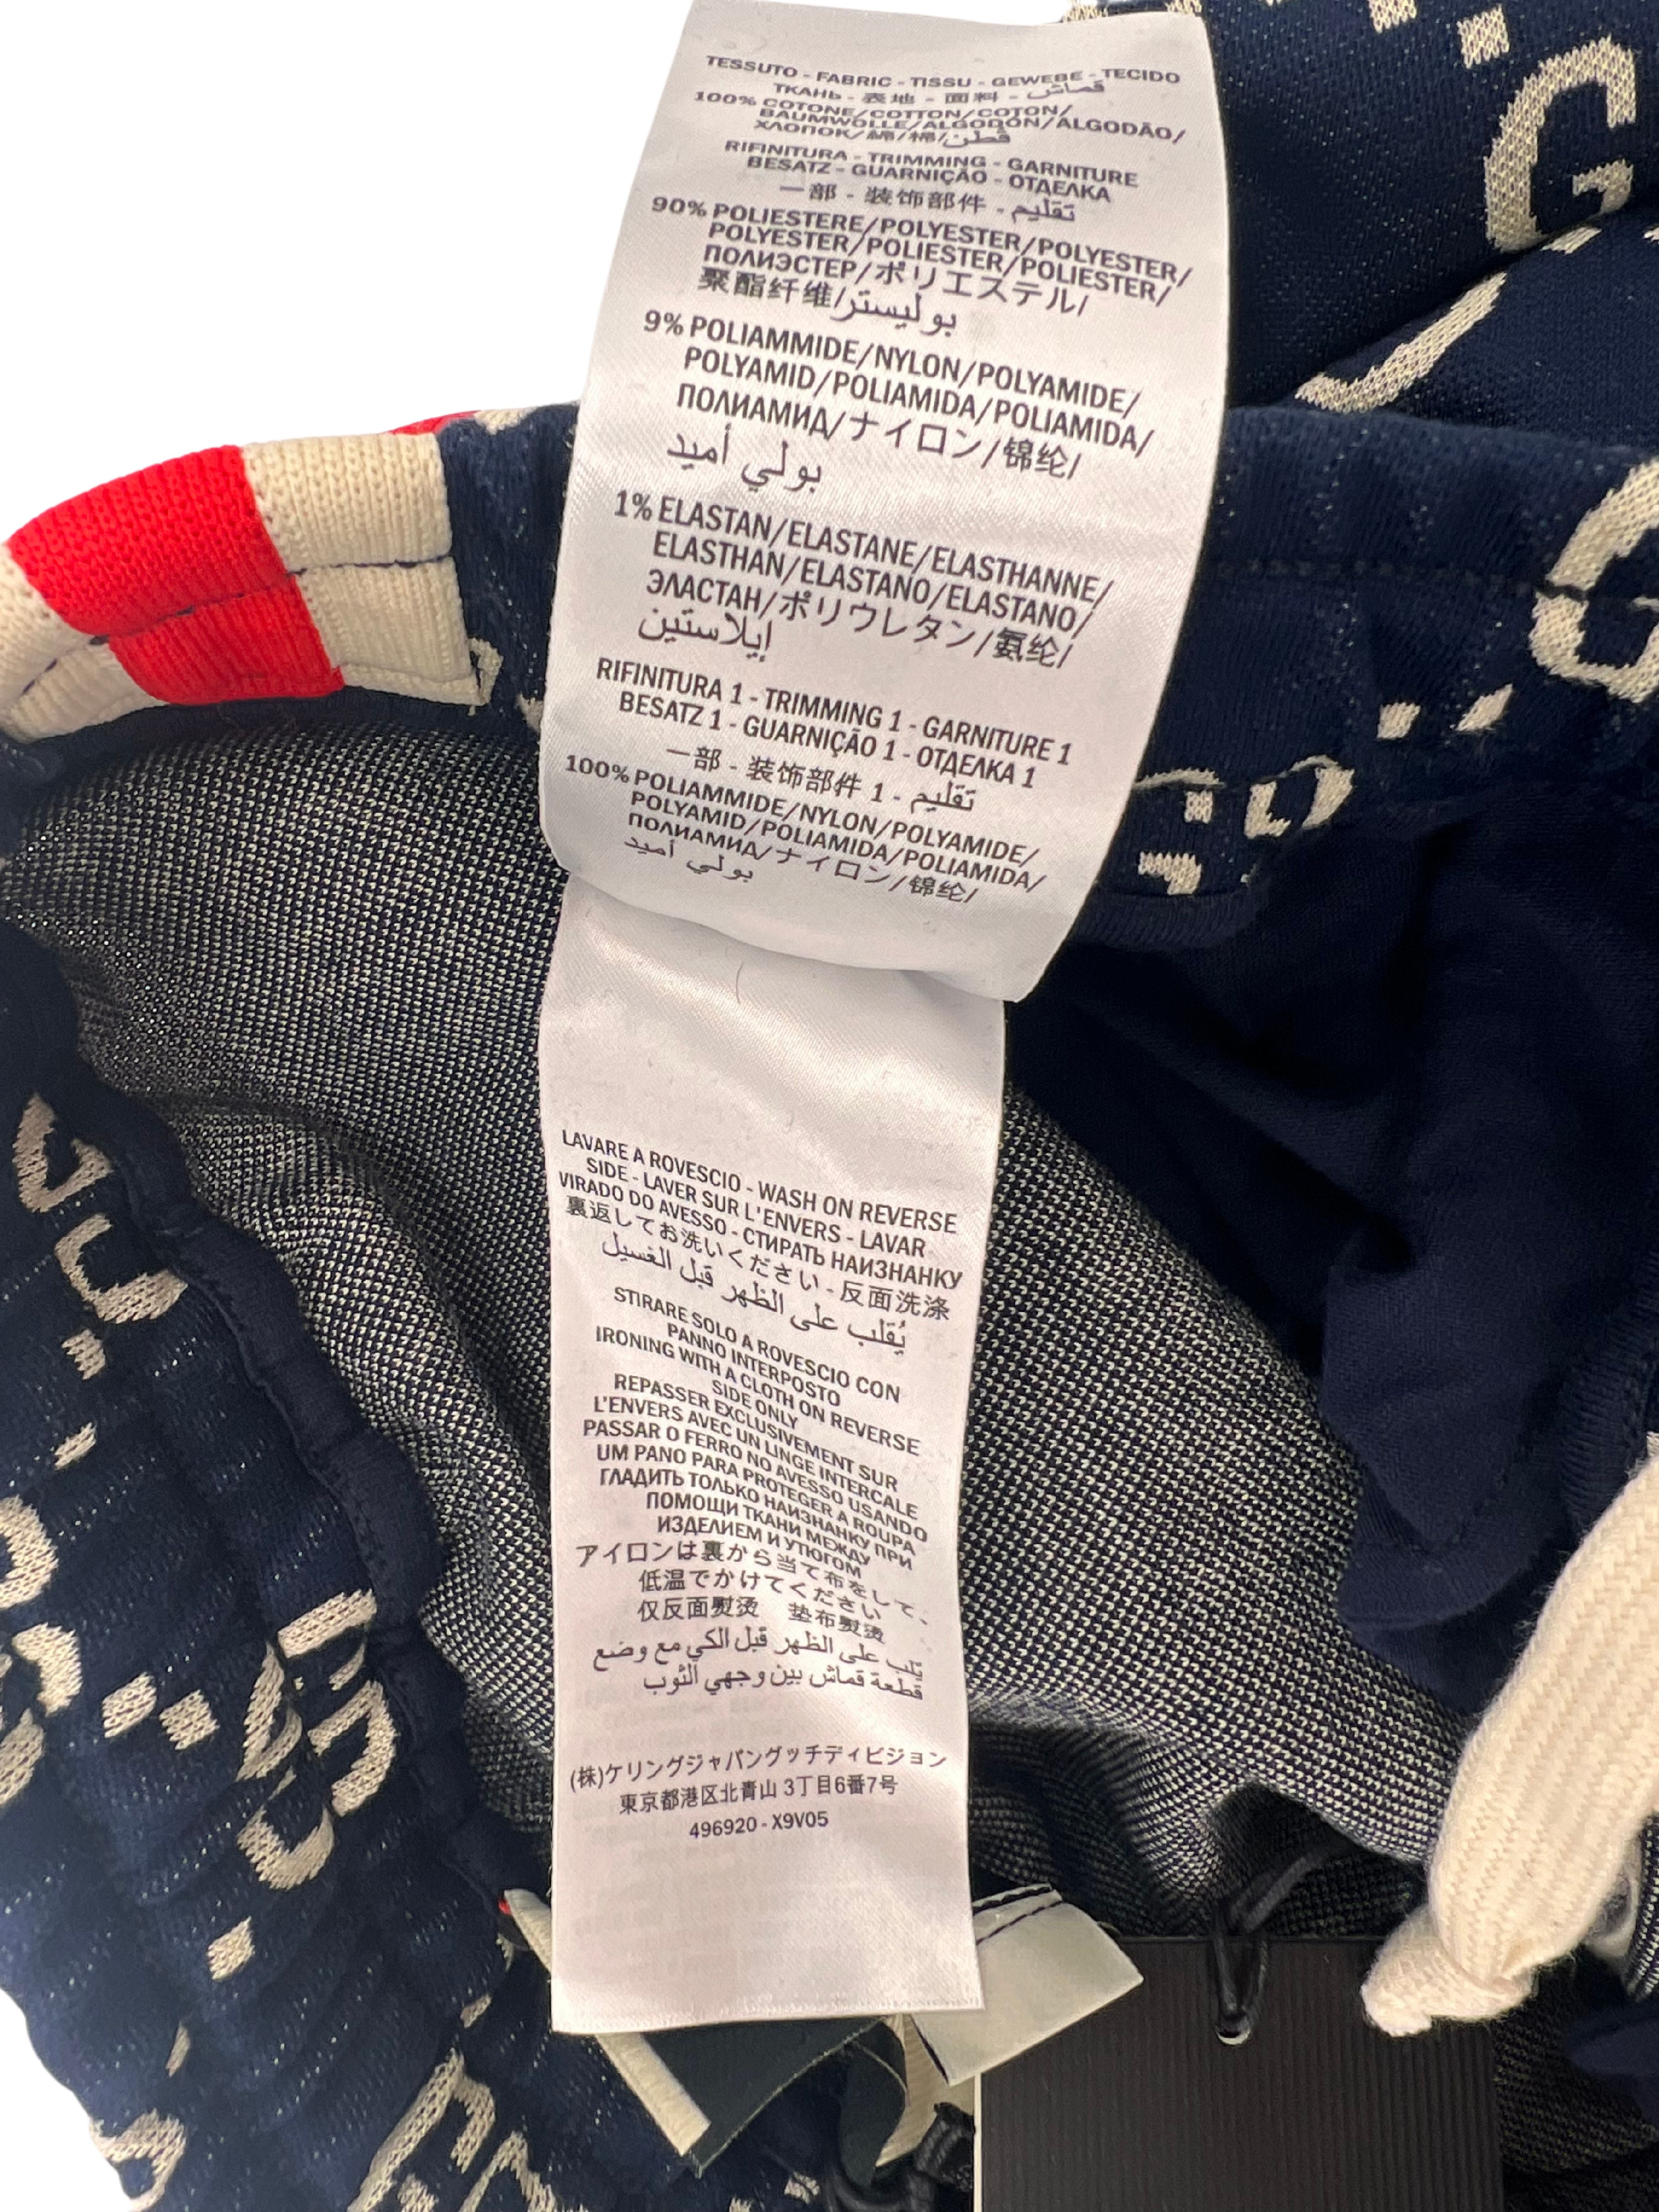 TESSUTO - FABRIC - TISSU - GEWEBE - TECIDO
ТКАНЬ - 表地 - 面料 - قماش
100% COTONE/COTTON/COTON/
BAUMWOLLE/ALGODÓN/ALGODÃO/
ХЛОПОК/綿/棉/قطن
RIFINITURA - TRIMMING - GARNITURE
BESATZ - GUARNIÇÃO - ОТДЕЛКА
一部 - 装饰部件 - تقليم
90% POLIESTERE/POLYESTER/POLYESTER/
POLYESTER/POLIESTER/POLIESTER/
ПОЛИЭСТЕР/ポリエステル/
聚酯纤维/بوليستر
9% POLIAMMIDE/NYLON/POLYAMIDE/
POLYAMID/POLIAMIDA/POLIAMIDA/
ПОЛИАМИД/ナイロン/锦纶/
بولي أميد
1% ELASTAN/ELASTANE/ELASTHANNE/
ELASTHAN/ELASTANO/ELASTANO/
ЭЛАСТАН/ポリウレタン/氨纶/
إيلاستين
RIFINITURA 1 - TRIMMING 1 - GARNITURE 1
BESATZ 1 - GUARNIÇÃO 1 - ОТДЕЛКА 1
一部 - 装饰部件 1 - تقليم
100% POLIAMMIDE/NYLON/POLYAMIDE/
POLYAMID/POLIAMIDA/POLIAMIDA/
ПОЛИАМИД/ナイロン/锦纶/
بولي أميد
LAVARE A ROVESCIO - WASH ON REVERSE
SIDE - LAVER SUR L'ENVERS - LAVAR
VIRADO DO AVESSO - СТИРАТЬ НАИЗНАНКУ
裏返してお洗いください - 反面洗涤
يُقلب على الظهر قبل الغسيل
STIRARE SOLO A ROVESCIO CON
PANNO INTERPOSTO
IRONING WITH A CLOTH ON REVERSE
SIDE ONLY
REPASSER EXCLUSIVEMENT SUR
L'ENVERS AVEC UN LINGE INTERCALE
PASSAR O FERRO NO AVESSO USANDO
UM PANO PARA PROTEGER A ROUPA
ГЛАДИТЬ ТОЛЬКО НАИЗНАНКУ ПРИ
ПОМОЩИ ТКАНИ МЕЖДУ
ИЗДЕЛИЕМ И УТЮГОМ
アイロンは裏から当て布をして、
低温でかけてください
仅反面熨烫 垫布熨烫
يَلب على الظهر قبل الكي مع وضع
قطعة قماش بين وجهي الثوب
(株)ケリングジャパングッチディビジョン
東京都港区北青山 3丁目6番7号
496920 - X9V05